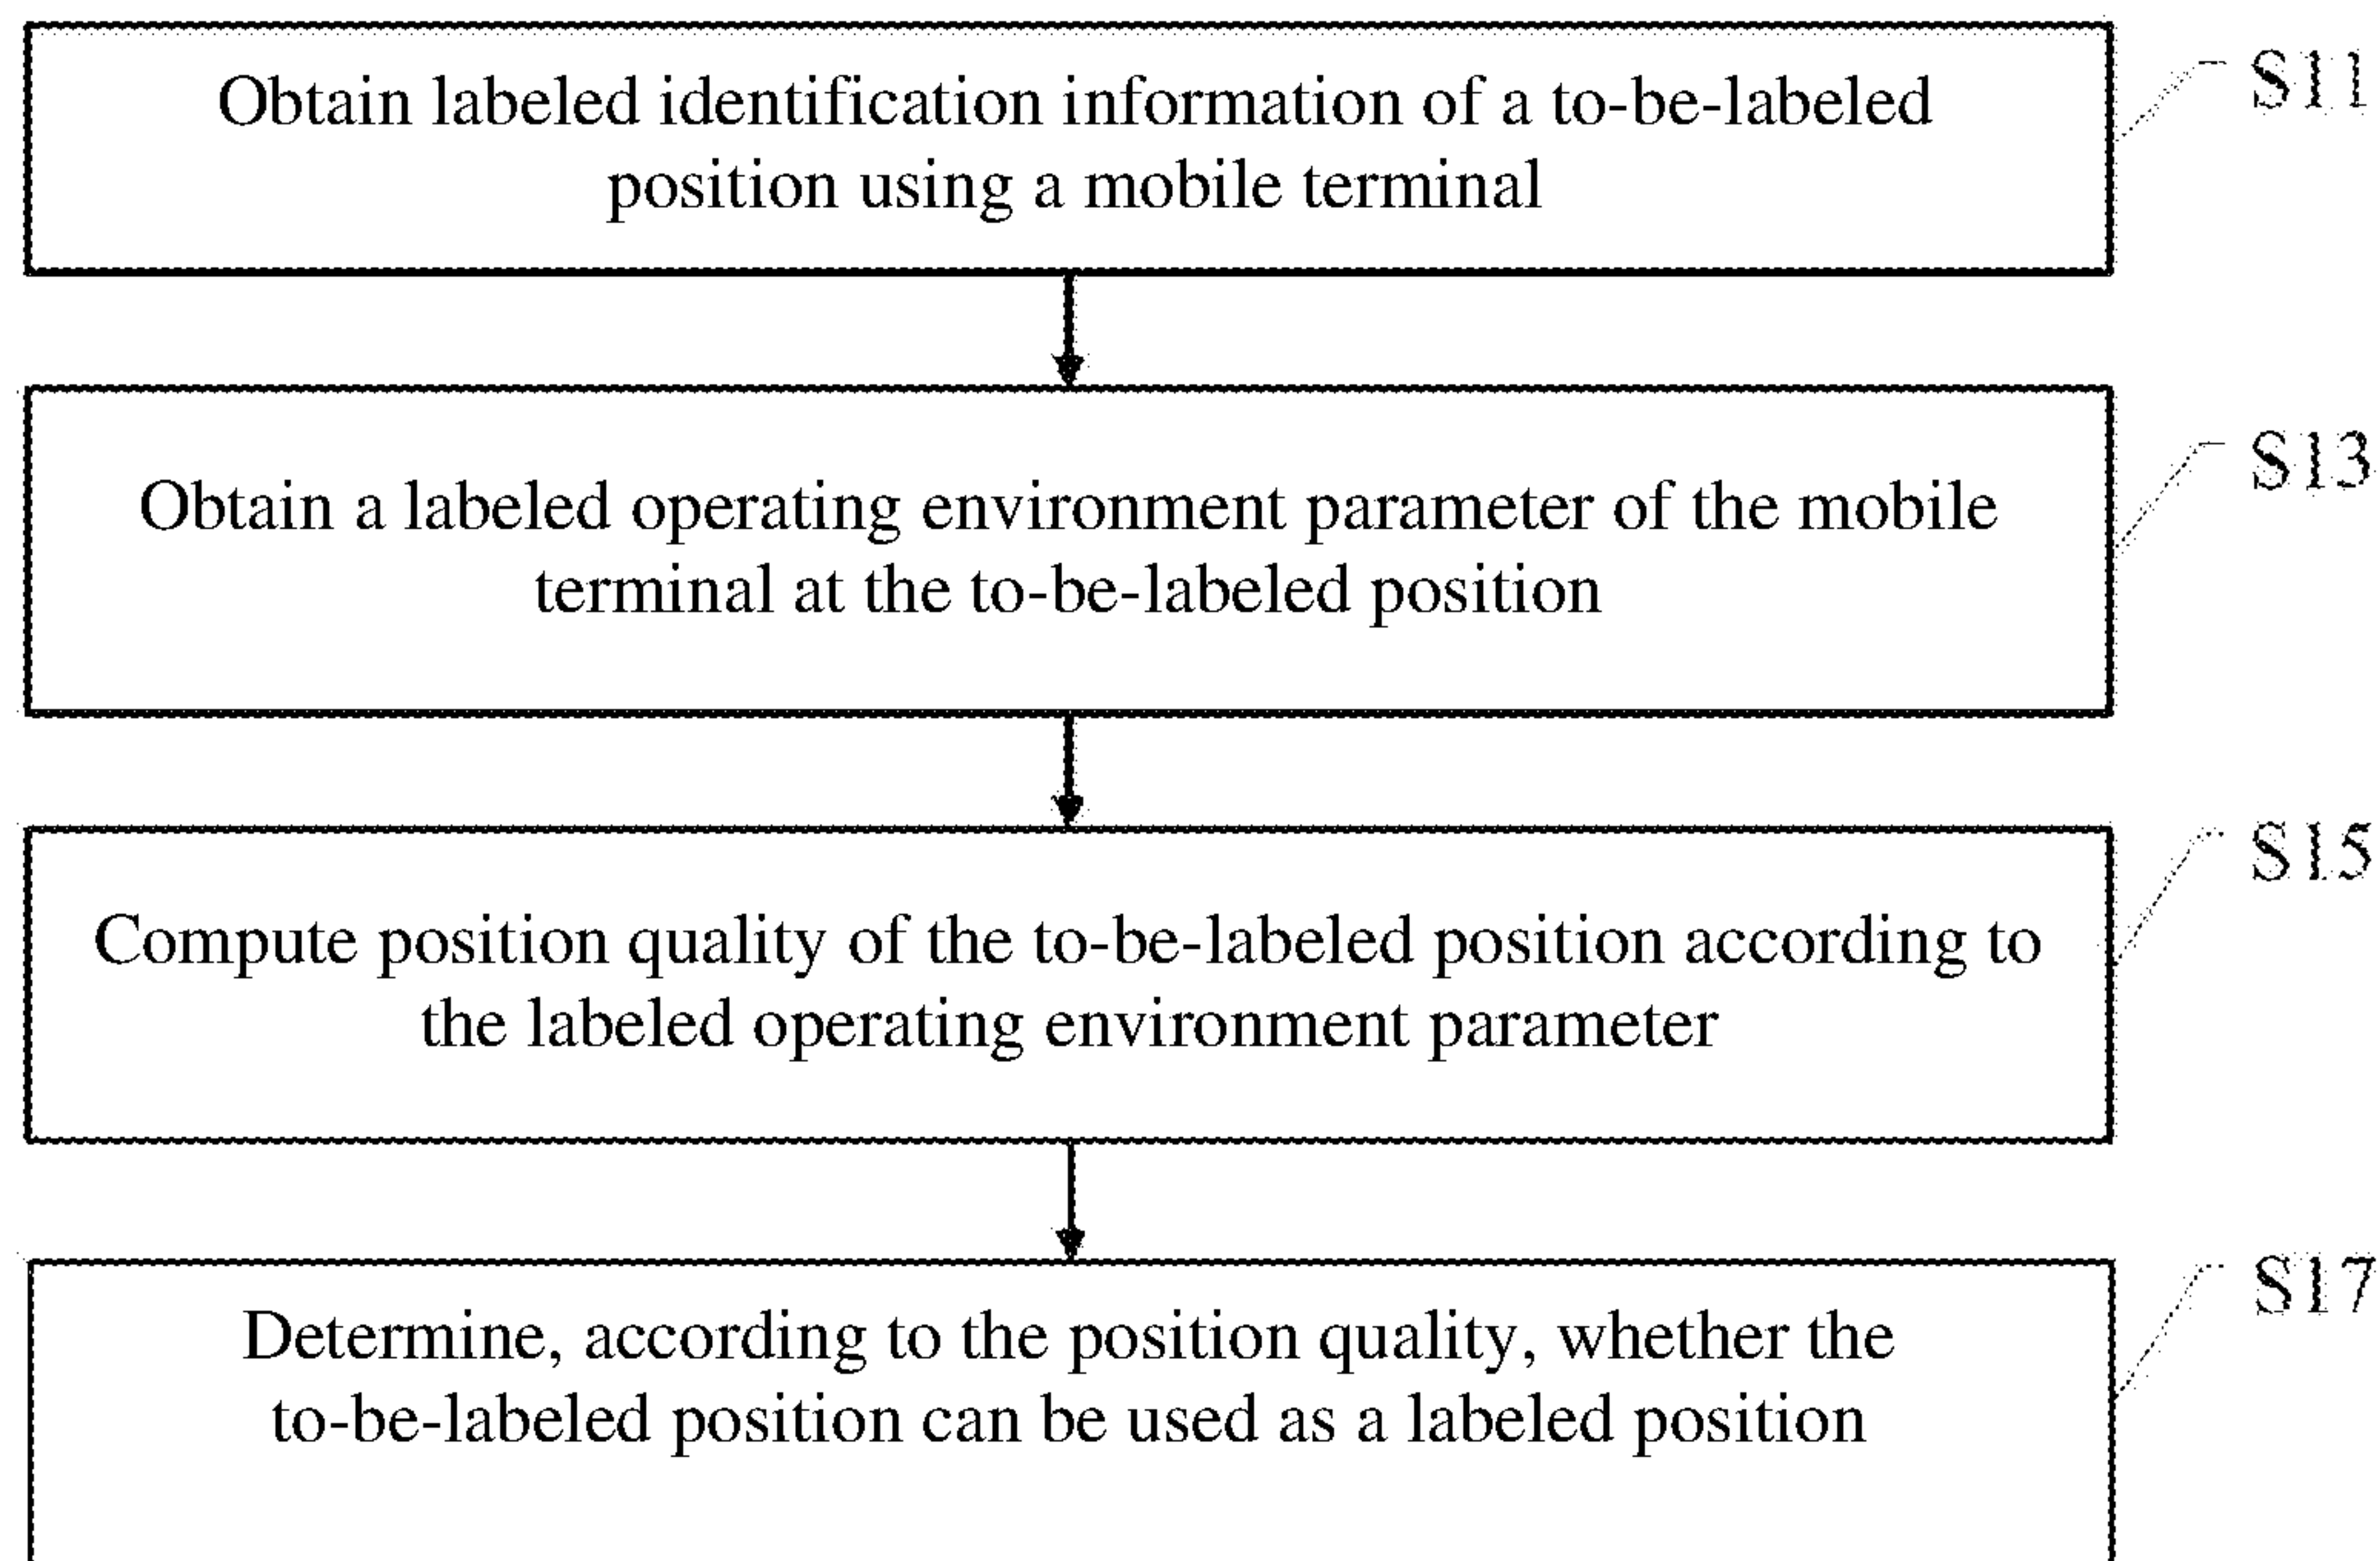 Obtain labeled identification information of a to-be-labeled
position using a mobile terminal
S11
Obtain a labeled operating environment parameter of the mobile
terminal at the to-be-labeled position
S13
Compute position quality of the to-be-labeled position according to
the labeled operating environment parameter
S15
Determine, according to the position quality, whether the
to-be-labeled position can be used as a labeled position
S17